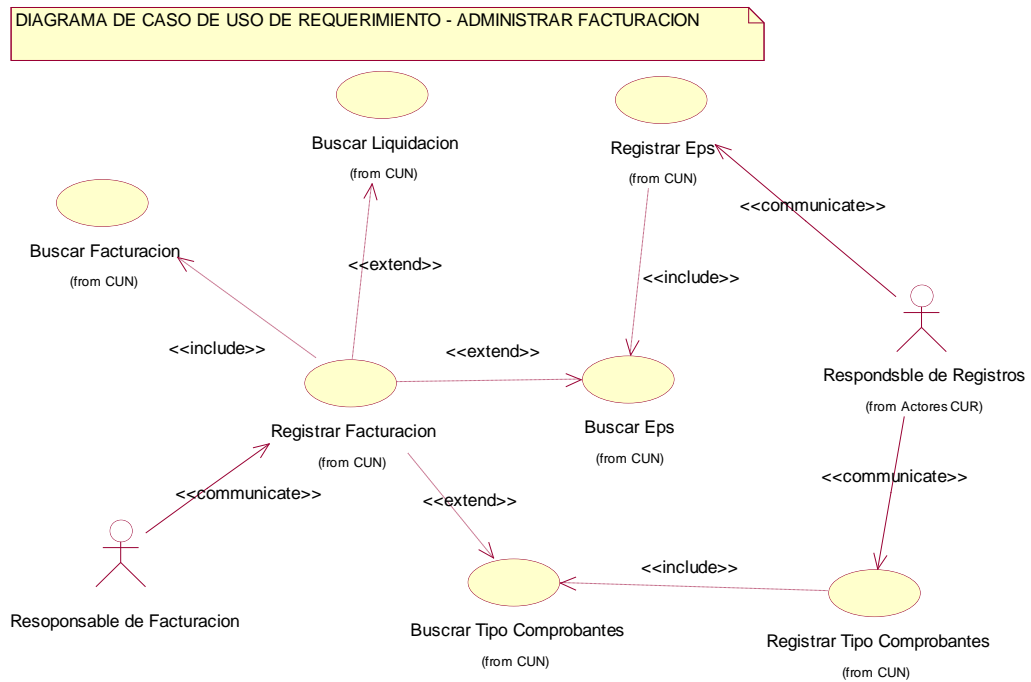 DIAGRAMA DE CASO DE USO DE REQUERIMIENTO - ADMINISTRAR FACTURACION
Buscar Liquidacion
(from CUN)
Registrar Eps
(from CUN)
<<communicate>>
Buscar Facturacion
(from CUN)
<<extend>>
<<include>>
<<include>>
<<extend>>
Respondsble de Registros
(from Actores CUR)
Registrar Facturacion
(from CUN)
Buscar Eps
(from CUN)
<<communicate>>
<<extend>>
<<communicate>>
<<include>>
Resoponsable de Facturacion
Buscrar Tipo Comprobantes
(from CUN)
Registrar Tipo Comprobantes
(from CUN)